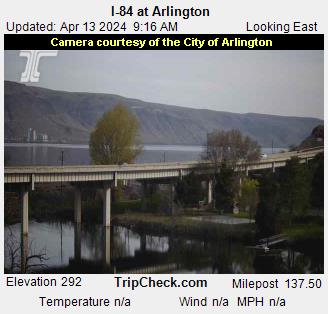 I-84 at Arlington
Updated: Apr 13 2024 9:16 AM Looking East
Camera courtesy of the City of Arlington
Elevation 292 TripCheck.com Milepost 137.50
Temperature n/a Wind n/a MPH n/a